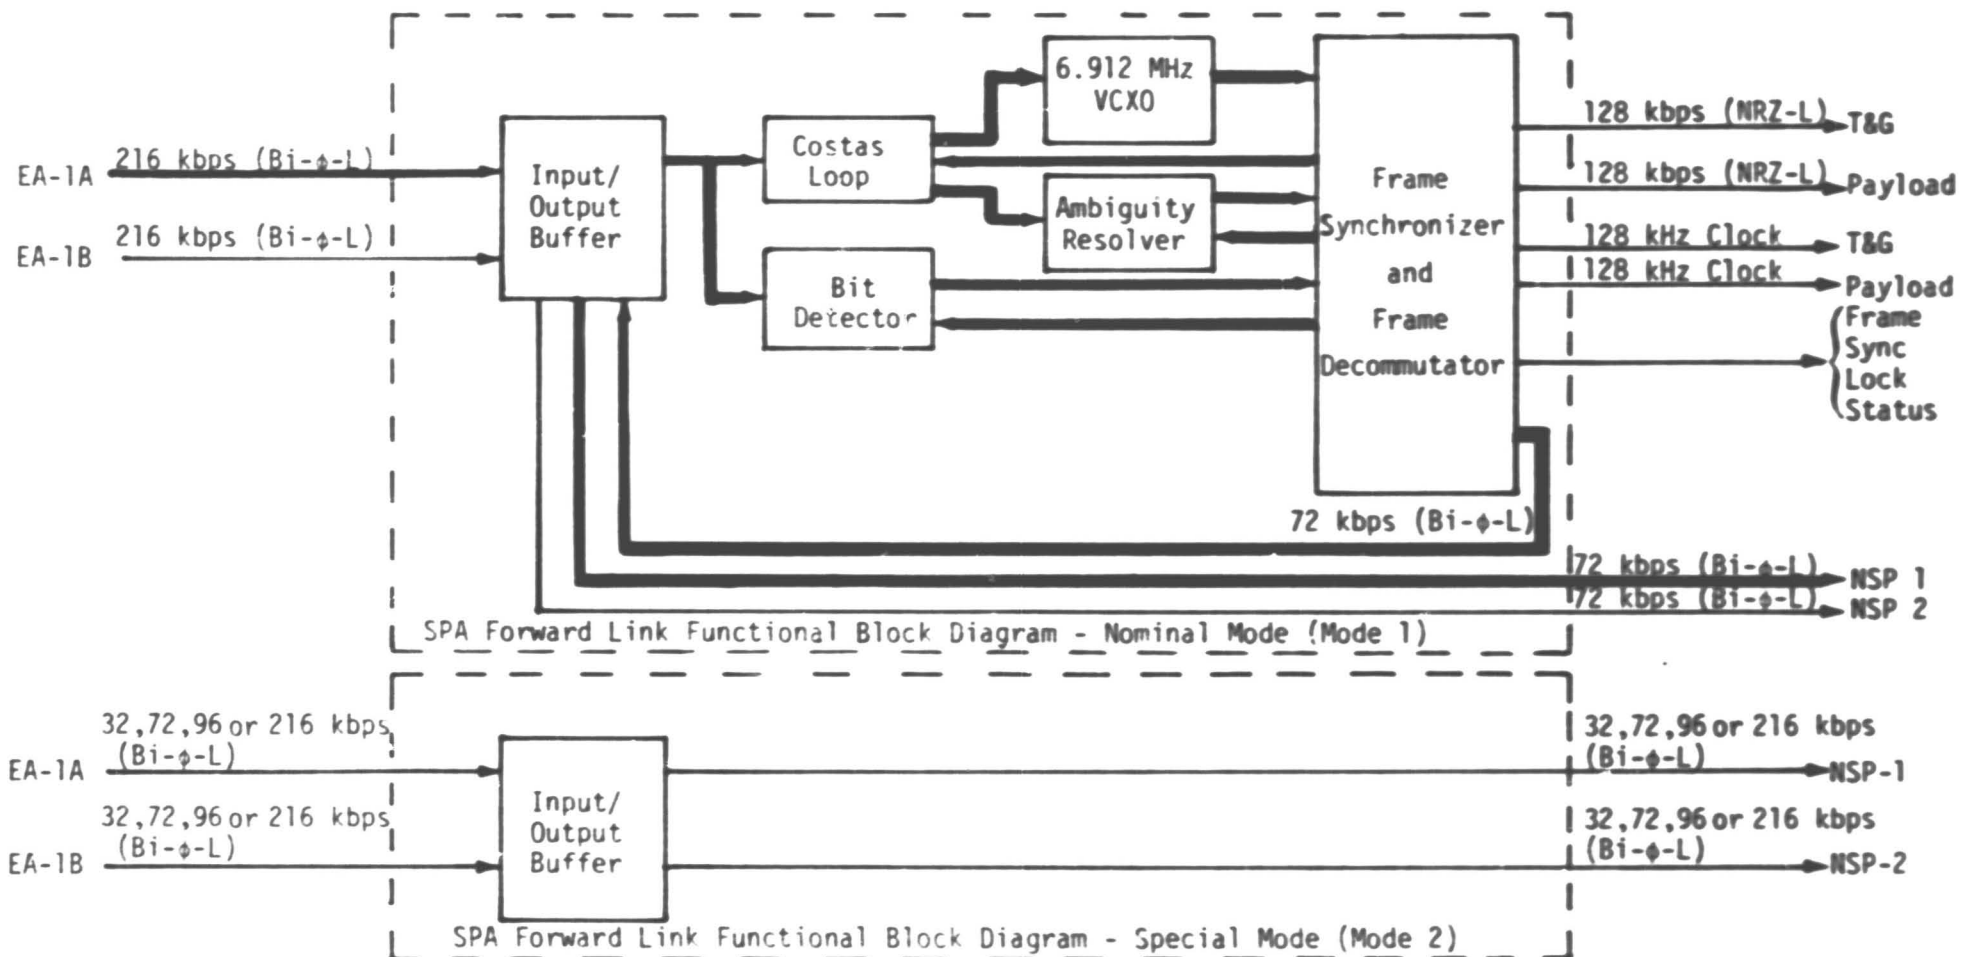 6.912 MHz
VCXO
128 kbps (NRZ-L)
T&G
EA-1A
216 kbps (Bi-ϕ-L)
Input/
Output
Buffer
Costas
Loop
Frame
Synchronizer
and
Frame
Decommutator
128 kbps (NRZ-L)
Payload
EA-1B
216 kbps (Bi-ϕ-L)
Ambiguity
Resolver
128 kHz Clock
T&G
128 kHz Clock
Payload
Bit
Detector
Frame
Sync
Lock
Status
72 kbps (Bi-ϕ-L)
72 kbps (Bi-ϕ-L)
NSP 1
72 kbps (Bi-ϕ-L)
NSP 2
SPA Forward Link Functional Block Diagram - Nominal Mode (Mode 1)
32,72,96 or 216 kbps
(Bi-ϕ-L)
EA-1A
32,72,96 or 216 kbps
(Bi-ϕ-L)
NSP-1
Input/
Output
Buffer
32,72,96 or 216 kbps
(Bi-ϕ-L)
EA-1B
32,72,96 or 216 kbps
(Bi-ϕ-L)
NSP-2
SPA Forward Link Functional Block Diagram - Special Mode (Mode 2)